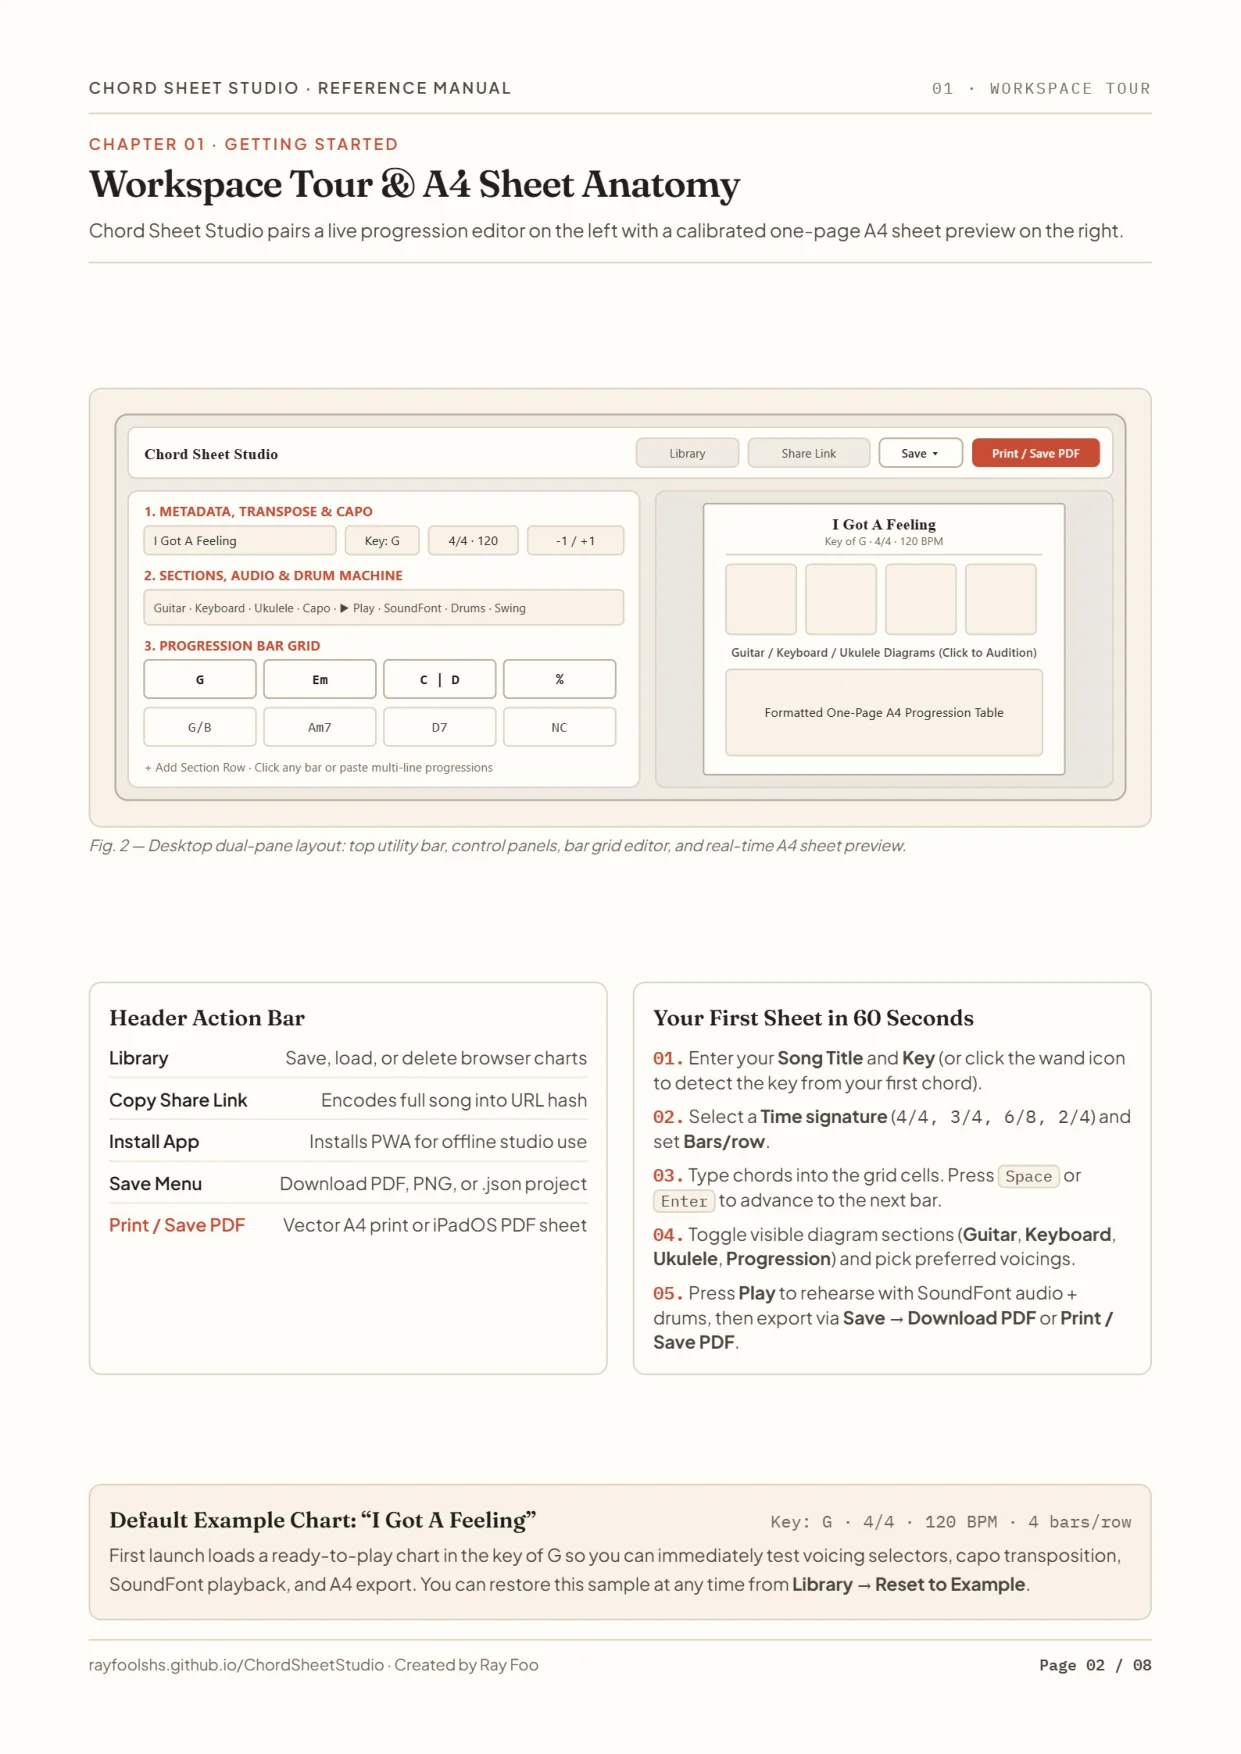 CHORD SHEET STUDIO · REFERENCE MANUAL
01 · WORKSPACE TOUR
CHAPTER 01 · GETTING STARTED
Workspace Tour & A4 Sheet Anatomy
Chord Sheet Studio pairs a live progression editor on the left with a calibrated one-page A4 sheet preview on the right.
Chord Sheet Studio
Library
Share Link
Save ▾
Print / Save PDF
1. METADATA, TRANSPOSE & CAPO
I Got A Feeling
Key: G
4/4 · 120
-1 / +1
2. SECTIONS, AUDIO & DRUM MACHINE
Guitar · Keyboard · Ukulele · Capo · ▶ Play · SoundFont · Drums · Swing
3. PROGRESSION BAR GRID
G
Em
C | D
%
G/B
Am7
D7
NC
+ Add Section Row · Click any bar or paste multi-line progressions
I Got A Feeling
Key of G · 4/4 · 120 BPM
Guitar / Keyboard / Ukulele Diagrams (Click to Audition)
Formatted One-Page A4 Progression Table
Fig. 2 — Desktop dual-pane layout: top utility bar, control panels, bar grid editor, and real-time A4 sheet preview.
Header Action Bar
Library Save, load, or delete browser charts
Copy Share Link Encodes full song into URL hash
Install App Installs PWA for offline studio use
Save Menu Download PDF, PNG, or .json project
Print / Save PDF Vector A4 print or iPadOS PDF sheet
Your First Sheet in 60 Seconds
01. Enter your Song Title and Key (or click the wand icon
to detect the key from your first chord).
02. Select a Time signature (4/4, 3/4, 6/8, 2/4) and
set Bars/row.
03. Type chords into the grid cells. Press Space or
Enter to advance to the next bar.
04. Toggle visible diagram sections (Guitar, Keyboard,
Ukulele, Progression) and pick preferred voicings.
05. Press Play to rehearse with SoundFont audio +
drums, then export via Save → Download PDF or Print /
Save PDF.
Default Example Chart: “I Got A Feeling”
Key: G · 4/4 · 120 BPM · 4 bars/row
First launch loads a ready-to-play chart in the key of G so you can immediately test voicing selectors, capo transposition,
SoundFont playback, and A4 export. You can restore this sample at any time from Library → Reset to Example.
rayfoolshs.github.io/ChordSheetStudio · Created by Ray Foo
Page 02 / 08